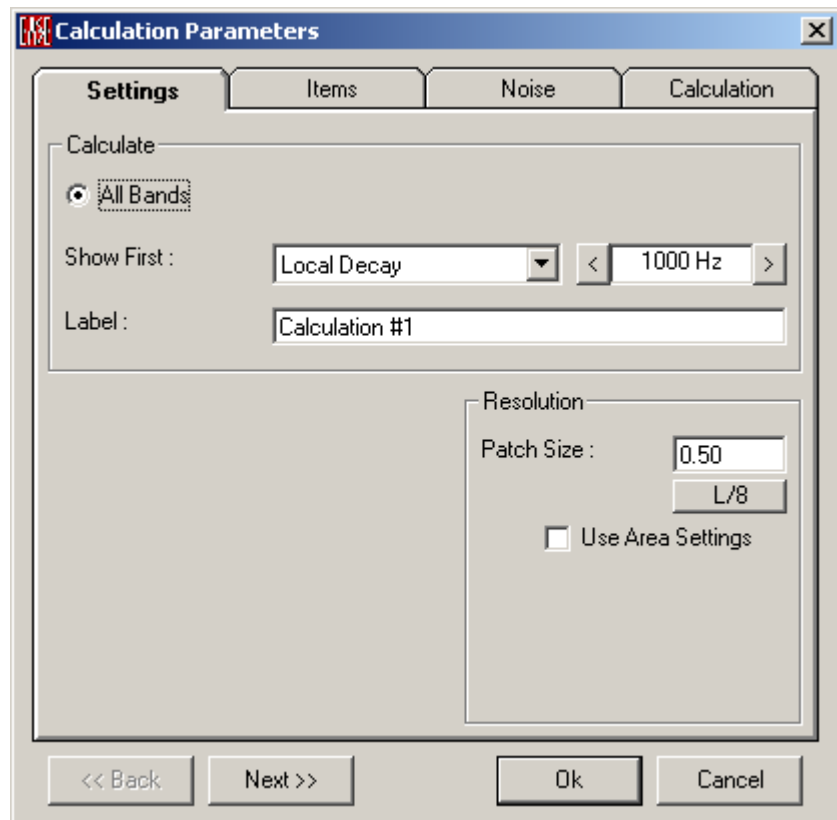 Calculation Parameters
Settings Items Noise Calculation
Calculate
All Bands
Show First : Local Decay < 1000 Hz >
Label : Calculation #1
Resolution
Patch Size : 0.50
L/8
Use Area Settings
<< Back Next >> Ok Cancel